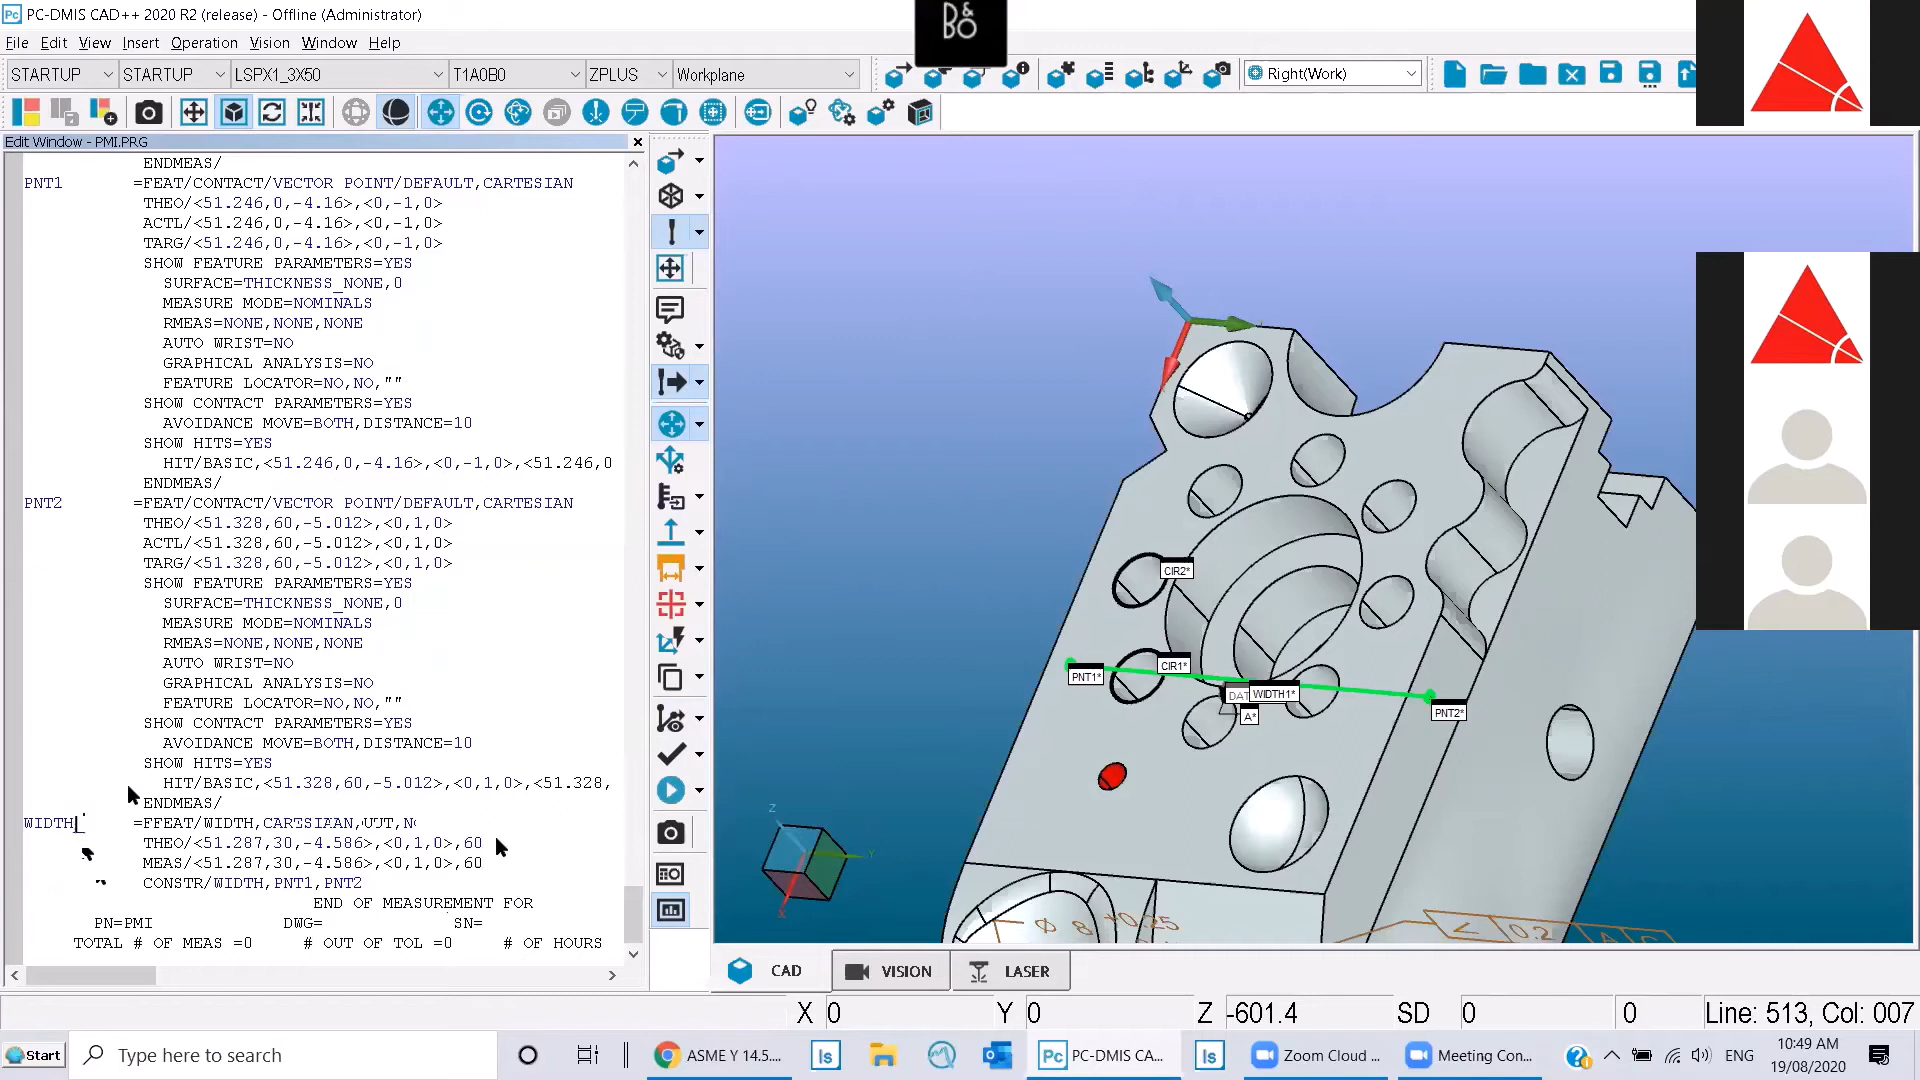 PC-DMIS CAD++ 2020 R2 (release) - Offline (Administrator)
B&O
File Edit View Insert Operation Vision Window Help
STARTUP STARTUP LSPX1_3X50 T1A0B0 ZPLUS Workplane Right(Work)
Edit Window - PMI.PRG
ENDMEAS/
PNT1 =FEAT/CONTACT/VECTOR POINT/DEFAULT,CARTESIAN
THEO/<51.246,0,-4.16>,<0,-1,0>
ACTL/<51.246,0,-4.16>,<0,-1,0>
TARG/<51.246,0,-4.16>,<0,-1,0>
SHOW FEATURE PARAMETERS=YES
SURFACE=THICKNESS_NONE,0
MEASURE MODE=NOMINALS
RMEAS=NONE,NONE,NONE
AUTO WRIST=NO
GRAPHICAL ANALYSIS=NO
FEATURE LOCATOR=NO,NO,""
SHOW CONTACT PARAMETERS=YES
AVOIDANCE MOVE=BOTH,DISTANCE=10
SHOW HITS=YES
HIT/BASIC,<51.246,0,-4.16>,<0,-1,0>,<51.246,0
ENDMEAS/
PNT2 =FEAT/CONTACT/VECTOR POINT/DEFAULT,CARTESIAN
THEO/<51.328,60,-5.012>,<0,1,0>
ACTL/<51.328,60,-5.012>,<0,1,0>
TARG/<51.328,60,-5.012>,<0,1,0>
SHOW FEATURE PARAMETERS=YES
SURFACE=THICKNESS_NONE,0
MEASURE MODE=NOMINALS
RMEAS=NONE,NONE,NONE
AUTO WRIST=NO
GRAPHICAL ANALYSIS=NO
FEATURE LOCATOR=NO,NO,""
SHOW CONTACT PARAMETERS=YES
AVOIDANCE MOVE=BOTH,DISTANCE=10
SHOW HITS=YES
HIT/BASIC,<51.328,60,-5.012>,<0,1,0>,<51.328,
ENDMEAS/
WIDTH
THEO/<51.287,30,-4.586>,<0,1,0>,60
MEAS/<51.287,30,-4.586>,<0,1,0>,60
CONSTR/WIDTH,PNT1,PNT2
END OF MEASUREMENT FOR
PN=PMI DWG= SN=
TOTAL # OF MEAS =0 # OUT OF TOL =0 # OF HOURS
CIR2*
CIR1*
PNT1*
DAT WIDTH1*
A*
PNT2*
Z
Y
X
Ø 8 +0.25
0.2 A C
CAD VISION LASER
X 0 Y 0 Z -601.4 SD 0 0 Line: 513, Col: 007
Start Type here to search ASME Y 14.5.... Is PC-DMIS CA... Is Zoom Cloud ... Meeting Con... ENG 10:49 AM
19/08/2020